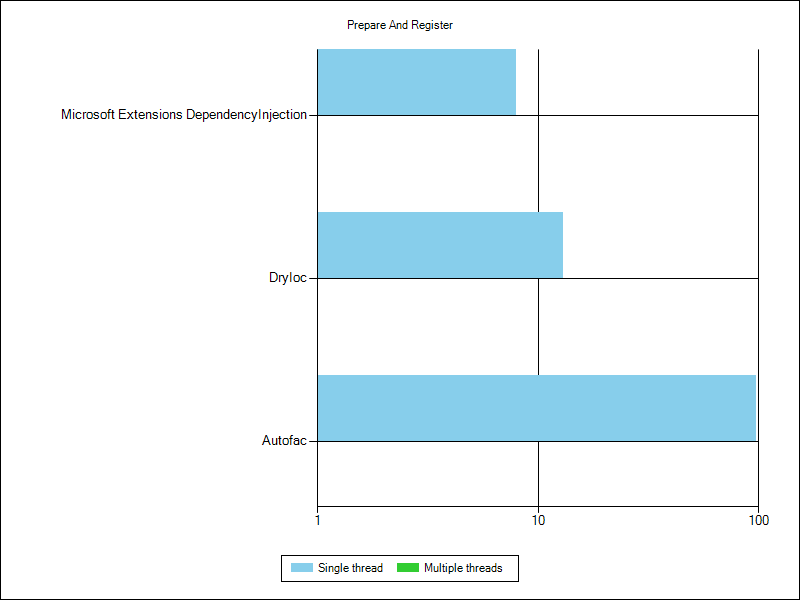 Prepare And Register
Microsoft Extensions DependencyInjection
DryIoc
Autofac
1 10 100
Single thread Multiple threads